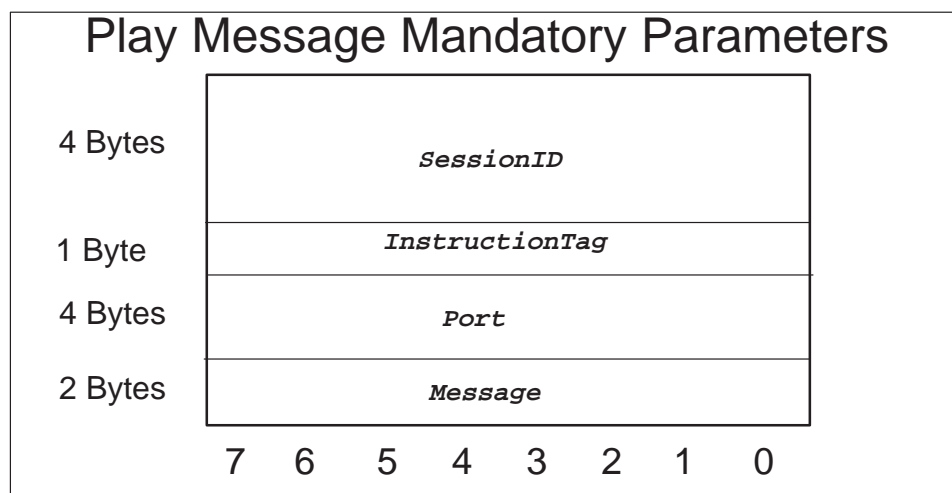 Play Message Mandatory Parameters
4 Bytes SessionID
1 Byte InstructionTag
4 Bytes Port
2 Bytes Message
7 6 5 4 3 2 1 0